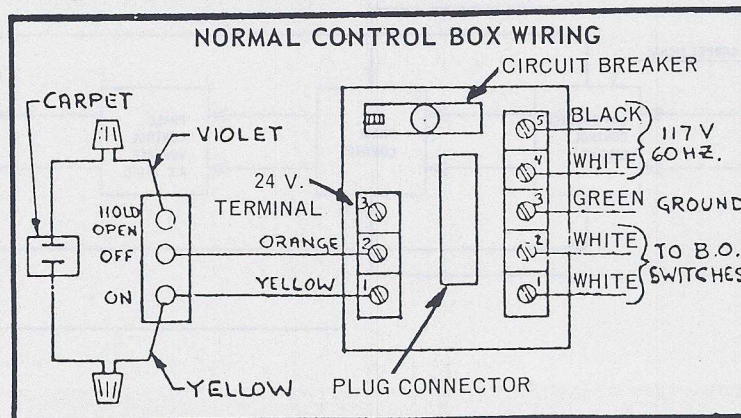 NORMAL CONTROL BOX WIRING
CIRCUIT BREAKER
CARPET
VIOLET
HOLD
OPEN
OFF
ON
YELLOW
24 V.
TERMINAL
ORANGE
YELLOW
3
2
1
PLUG CONNECTOR
5
4
3
2
1
BLACK
WHITE
117 V
60 HZ.
GREEN GROUND
WHITE
WHITE
TO B.O.
SWITCHES